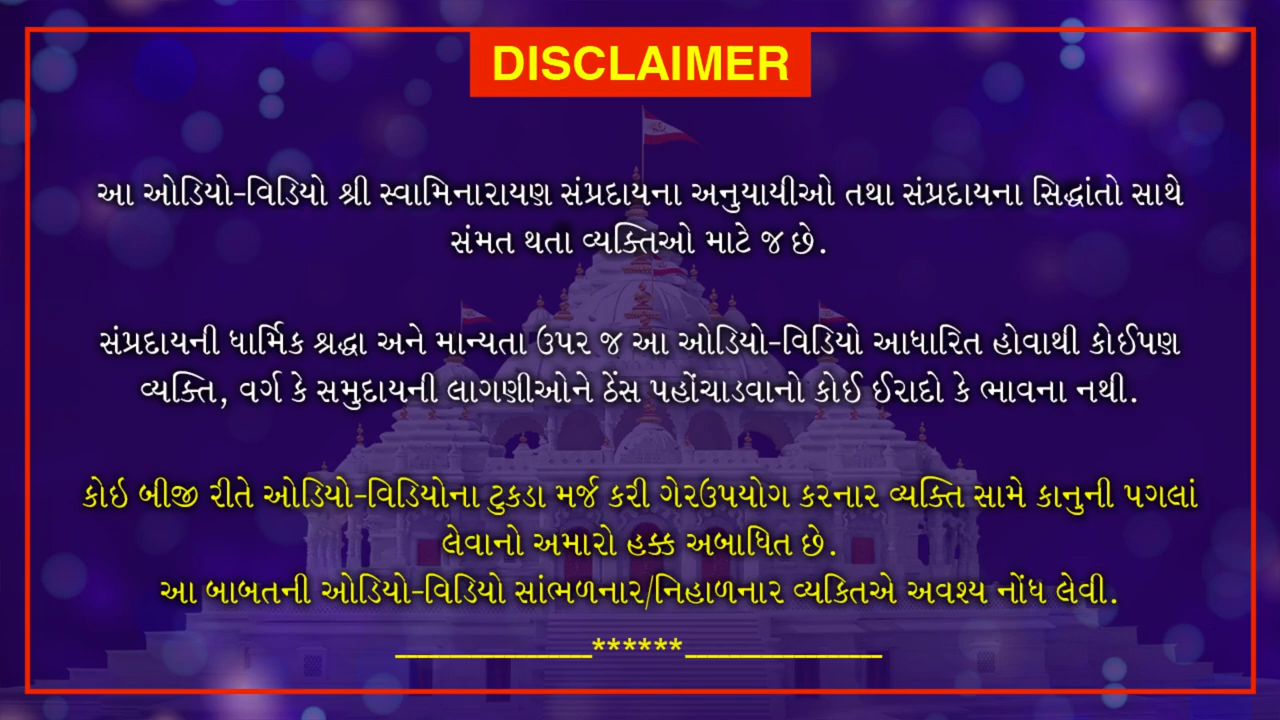 DISCLAIMER
આ ઓડિયો-વિડિયો શ્રી સ્વામિનારાયણ સંપ્રદાયના અનુયાયીઓ તથા સંપ્રદાયના સિદ્ધાંતો સાથે
સંમત થતા વ્યક્તિઓ માટે જ છે.
સંપ્રદાયની ધાર્મિક શ્રદ્ધા અને માન્યતા ઉપર જ આ ઓડિયો-વિડિયો આધારિત હોવાથી કોઈપણ
વ્યક્તિ, વર્ગ કે સમુદાયની લાગણીઓને ઠેંસ પહોંચાડવાનો કોઈ ઈરાદો કે ભાવના નથી.
કોઇ બીજી રીતે ઓડિયો-વિડિયોના ટુકડા મર્જ કરી ગેરઉપયોગ કરનાર વ્યક્તિ સામે કાનુની પગલાં
લેવાનો અમારો હક્ક અબાધિત છે.
આ બાબતની ઓડિયો-વિડિયો સાંભળનાર/નિહાળનાર વ્યકિતએ અવશ્ય નોંધ લેવી.
_________________******_________________